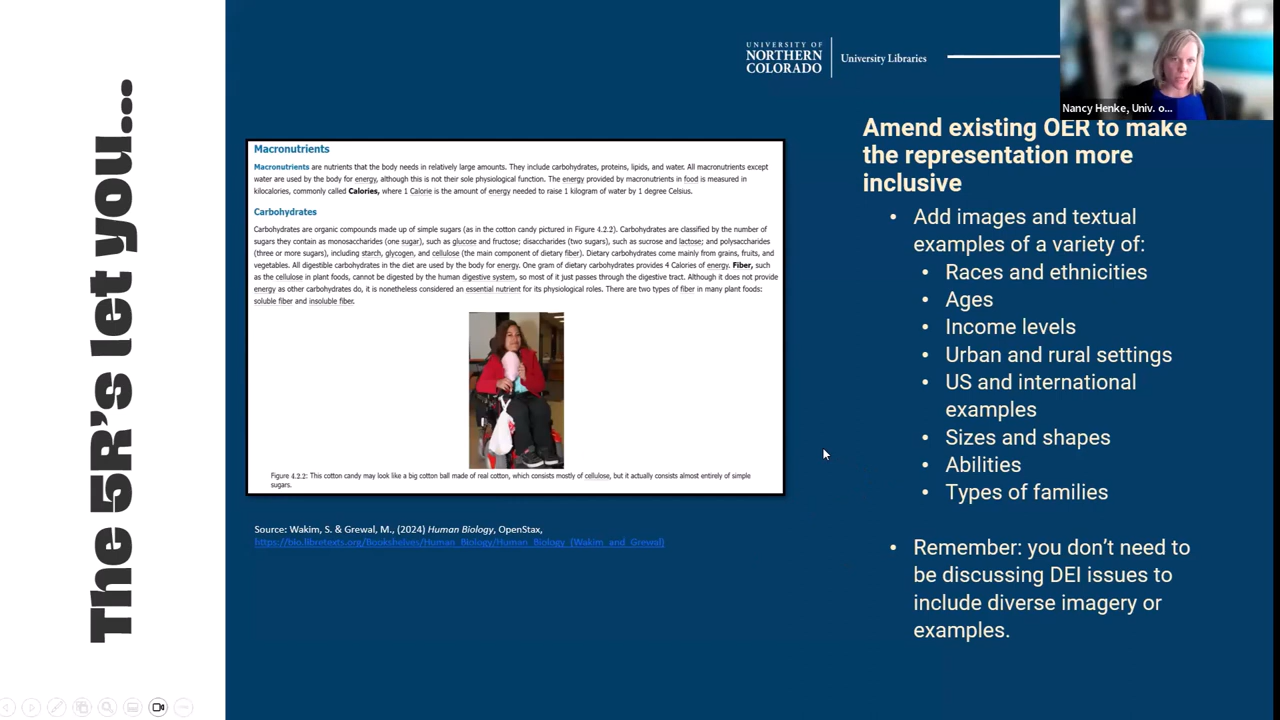 The 5R's let you...
UNIVERSITY OF
NORTHERN
COLORADO
University Libraries
Nancy Henke, Univ. o...
Macronutrients
Macronutrients are nutrients that the body needs in relatively large amounts. They include carbohydrates, proteins, lipids, and water. All macronutrients except
water are used by the body for energy, although this is not their sole physiological function. The energy provided by macronutrients in food is measured in
kilocalories, commonly called Calories, where 1 Calorie is the amount of energy needed to raise 1 kilogram of water by 1 degree Celsius.
Carbohydrates
Carbohydrates are organic compounds made up of simple sugars (as in the cotton candy pictured in Figure 4.2.2). Carbohydrates are classified by the number of
sugars they contain as monosaccharides (one sugar), such as glucose and fructose; disaccharides (two sugars), such as sucrose and lactose; and polysaccharides
(three or more sugars), including starch, glycogen, and cellulose (the main component of dietary fiber). Dietary carbohydrates come mainly from grains, fruits, and
vegetables. All digestible carbohydrates in the diet are used by the body for energy. One gram of dietary carbohydrates provides 4 Calories of energy. Fiber, such
as the cellulose in plant foods, cannot be digested by the human digestive system, so most of it just passes through the digestive tract. Although it does not provide
energy as other carbohydrates do, it is nonetheless considered an essential nutrient for its physiological roles. There are two types of fiber in many plant foods:
soluble fiber and insoluble fiber.
Figure 4.2.2: This cotton candy may look like a big cotton ball made of real cotton, which consists mostly of cellulose, but it actually consists almost entirely of simple
sugars.
Source: Wakim, S. & Grewal, M., (2024) Human Biology, OpenStax,
https://bio.libretexts.org/Bookshelves/Human_Biology/Human_Biology_(Wakim_and_Grewal)
Amend existing OER to make
the representation more
inclusive
• Add images and textual
examples of a variety of:
• Races and ethnicities
• Ages
• Income levels
• Urban and rural settings
• US and international
examples
• Sizes and shapes
• Abilities
• Types of families
• Remember: you don't need to
be discussing DEI issues to
include diverse imagery or
examples.